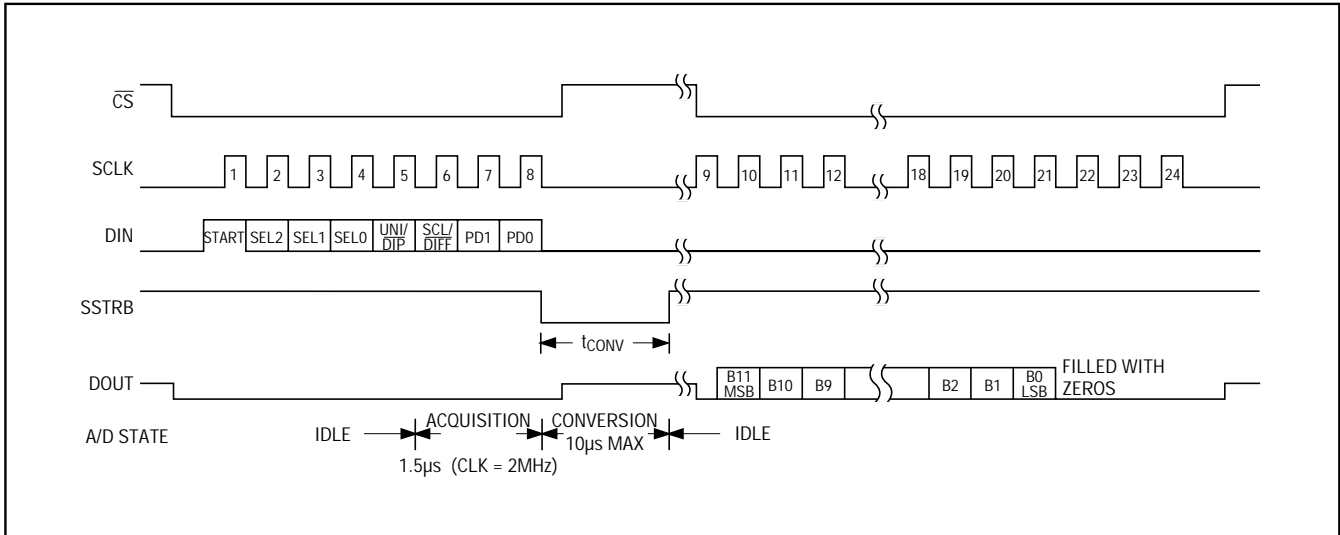 CS
SCLK
1 2 3 4 5 6 7 8 9 10 11 12 18 19 20 21 22 23 24
DIN
START SEL2 SEL1 SEL0 UNI/ SCL/ PD1 PD0
DIP DIFF
SSTRB
tCONV
DOUT
B11 B10 B9 B2 B1 B0 FILLED WITH
MSB LSB ZEROS
A/D STATE IDLE ACQUISITION CONVERSION IDLE
10µs MAX
1.5µs (CLK = 2MHz)